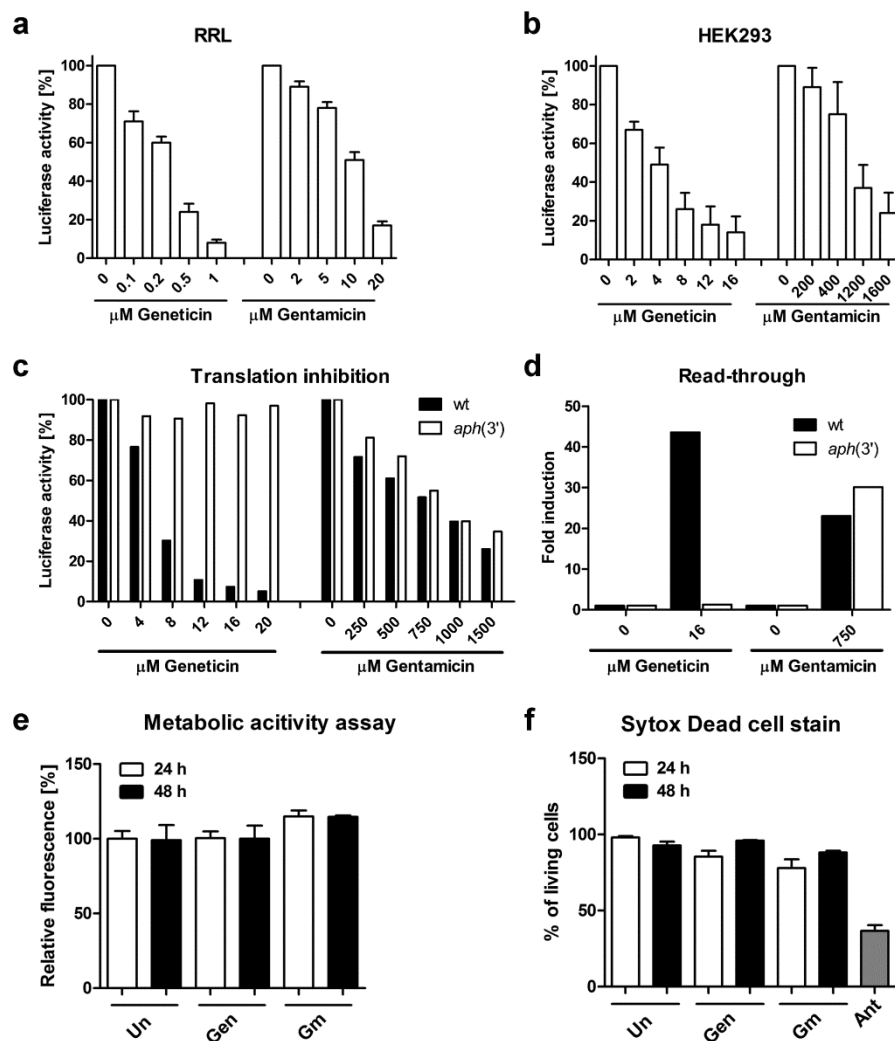 a
RRL
Luciferase activity [%]
100
80
60
40
20
0
0 0.1 0.2 0.5 1 0 2 5 10 20
μM Geneticin μM Gentamicin
b
HEK293
Luciferase activity [%]
100
80
60
40
20
0
0 2 4 8 12 16 0 200 400 1200 1600
μM Geneticin μM Gentamicin
c
Translation inhibition
Luciferase activity [%]
100
80
60
40
20
0
wt
aph(3')
0 4 8 12 16 20 0 250 500 750 1000 1500
μM Geneticin μM Gentamicin
d
Read-through
Fold induction
50
40
30
20
10
0
wt
aph(3')
0 16 0 750
μM Geneticin μM Gentamicin
e
Metabolic acitivity assay
Relative fluorescence [%]
150
100
50
0
24 h
48 h
Un Gen Gm
f
Sytox Dead cell stain
% of living cells
150
100
50
0
24 h
48 h
Un Gen Gm Ant